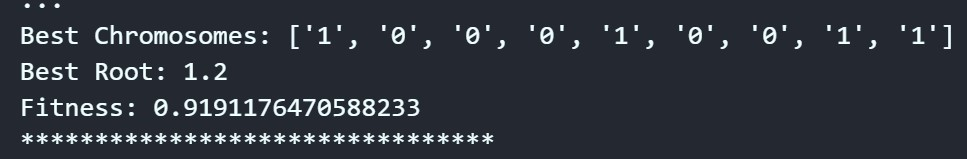 ...
Best Chromosomes: ['1', '0', '0', '0', '1', '0', '0', '1', '1']
Best Root: 1.2
Fitness: 0.9191176470588233
********************************